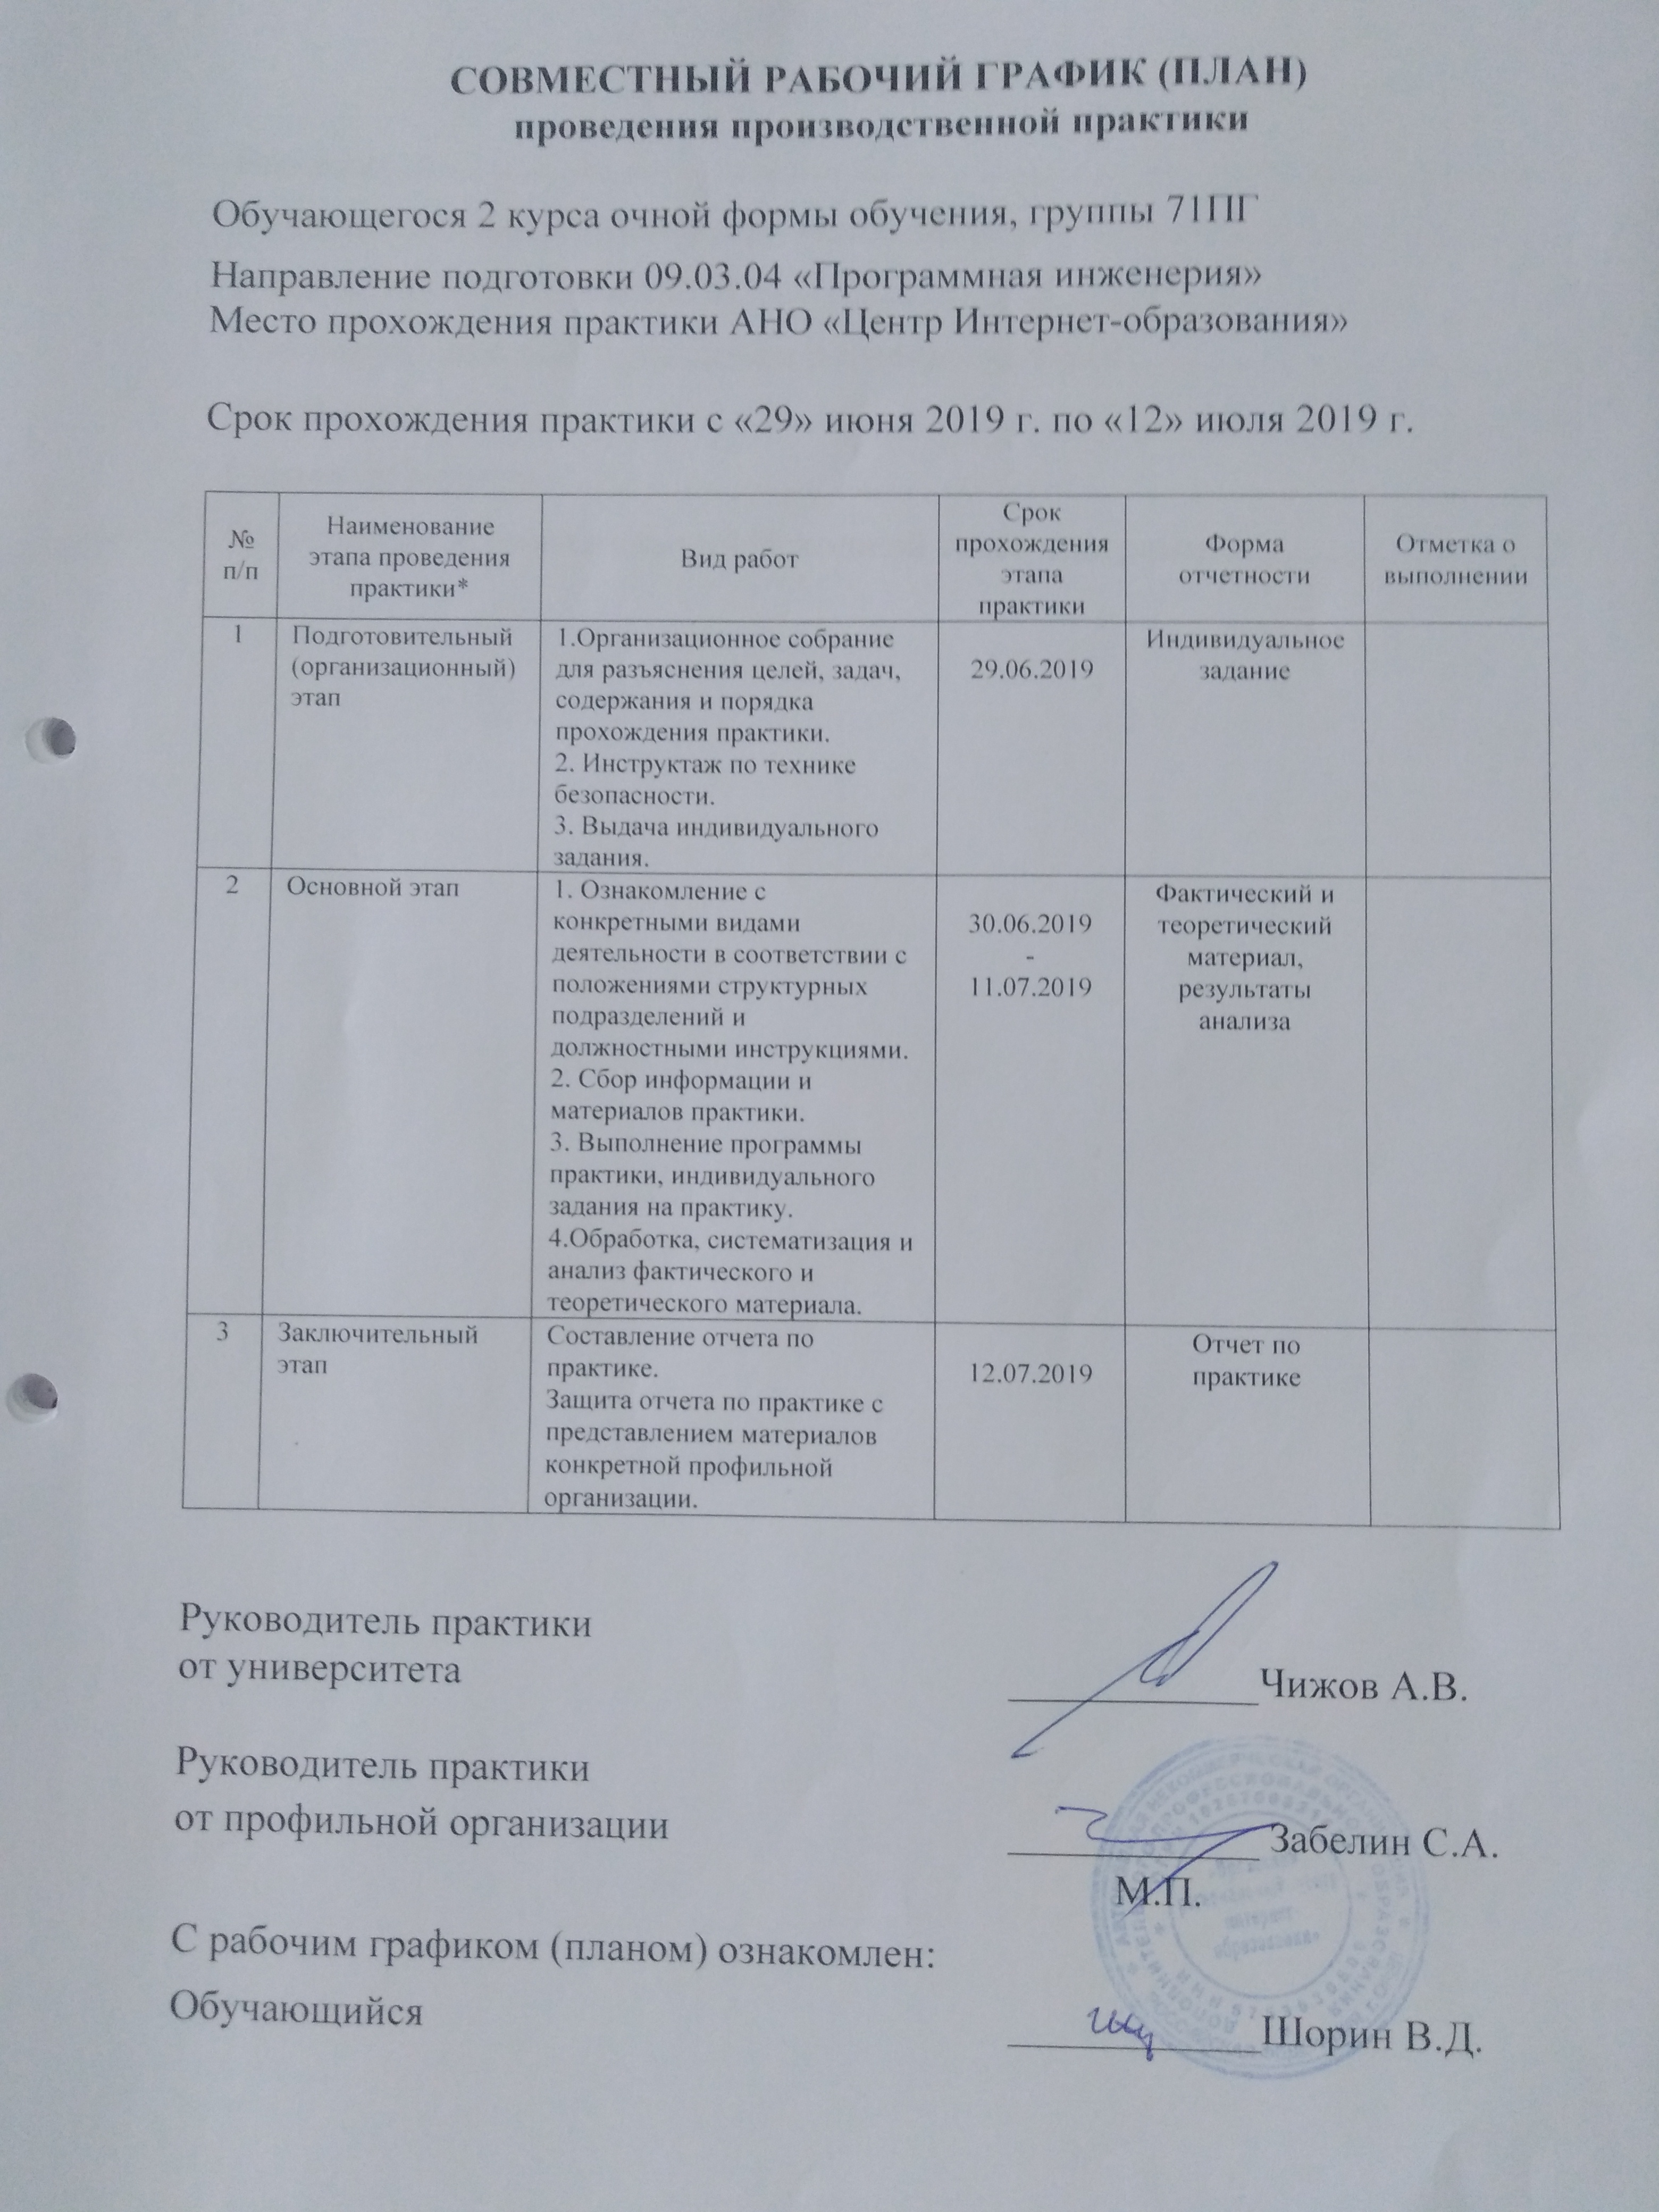 СОВМЕСТНЫЙ РАБОЧИЙ ГРАФИК (ПЛАН)
проведения производственной практики
Обучающегося 2 курса очной формы обучения, группы 71ПГ
Направление подготовки 09.03.04 «Программная инженерия»
Место прохождения практики АНО «Центр Интернет-образования»
Срок прохождения практики с «29» июня 2019 г. по «12» июля 2019 г.
№
п/п
Наименование
этапа проведения
практики*
Вид работ
Срок
прохождения
этапа
практики
Форма
отчетности
Отметка о
выполнении
1
Подготовительный
(организационный)
этап
1.Организационное собрание
для разъяснения целей, задач,
содержания и порядка
прохождения практики.
2. Инструктаж по технике
безопасности.
3. Выдача индивидуального
задания.
29.06.2019
Индивидуальное
задание
2
Основной этап
1. Ознакомление с
конкретными видами
деятельности в соответствии с
положениями структурных
подразделений и
должностными инструкциями.
2. Сбор информации и
материалов практики.
3. Выполнение программы
практики, индивидуального
задания на практику.
4.Обработка, систематизация и
анализ фактического и
теоретического материала.
30.06.2019
-
11.07.2019
Фактический и
теоретический
материал,
результаты
анализа
3
Заключительный
этап
Составление отчета по
практике.
Защита отчета по практике с
представлением материалов
конкретной профильной
организации.
12.07.2019
Отчет по
практике
Руководитель практики
от университета
Чижов А.В.
Руководитель практики
от профильной организации
Забелин С.А.
М.П.
С рабочим графиком (планом) ознакомлен:
Обучающийся
Шорин В.Д.